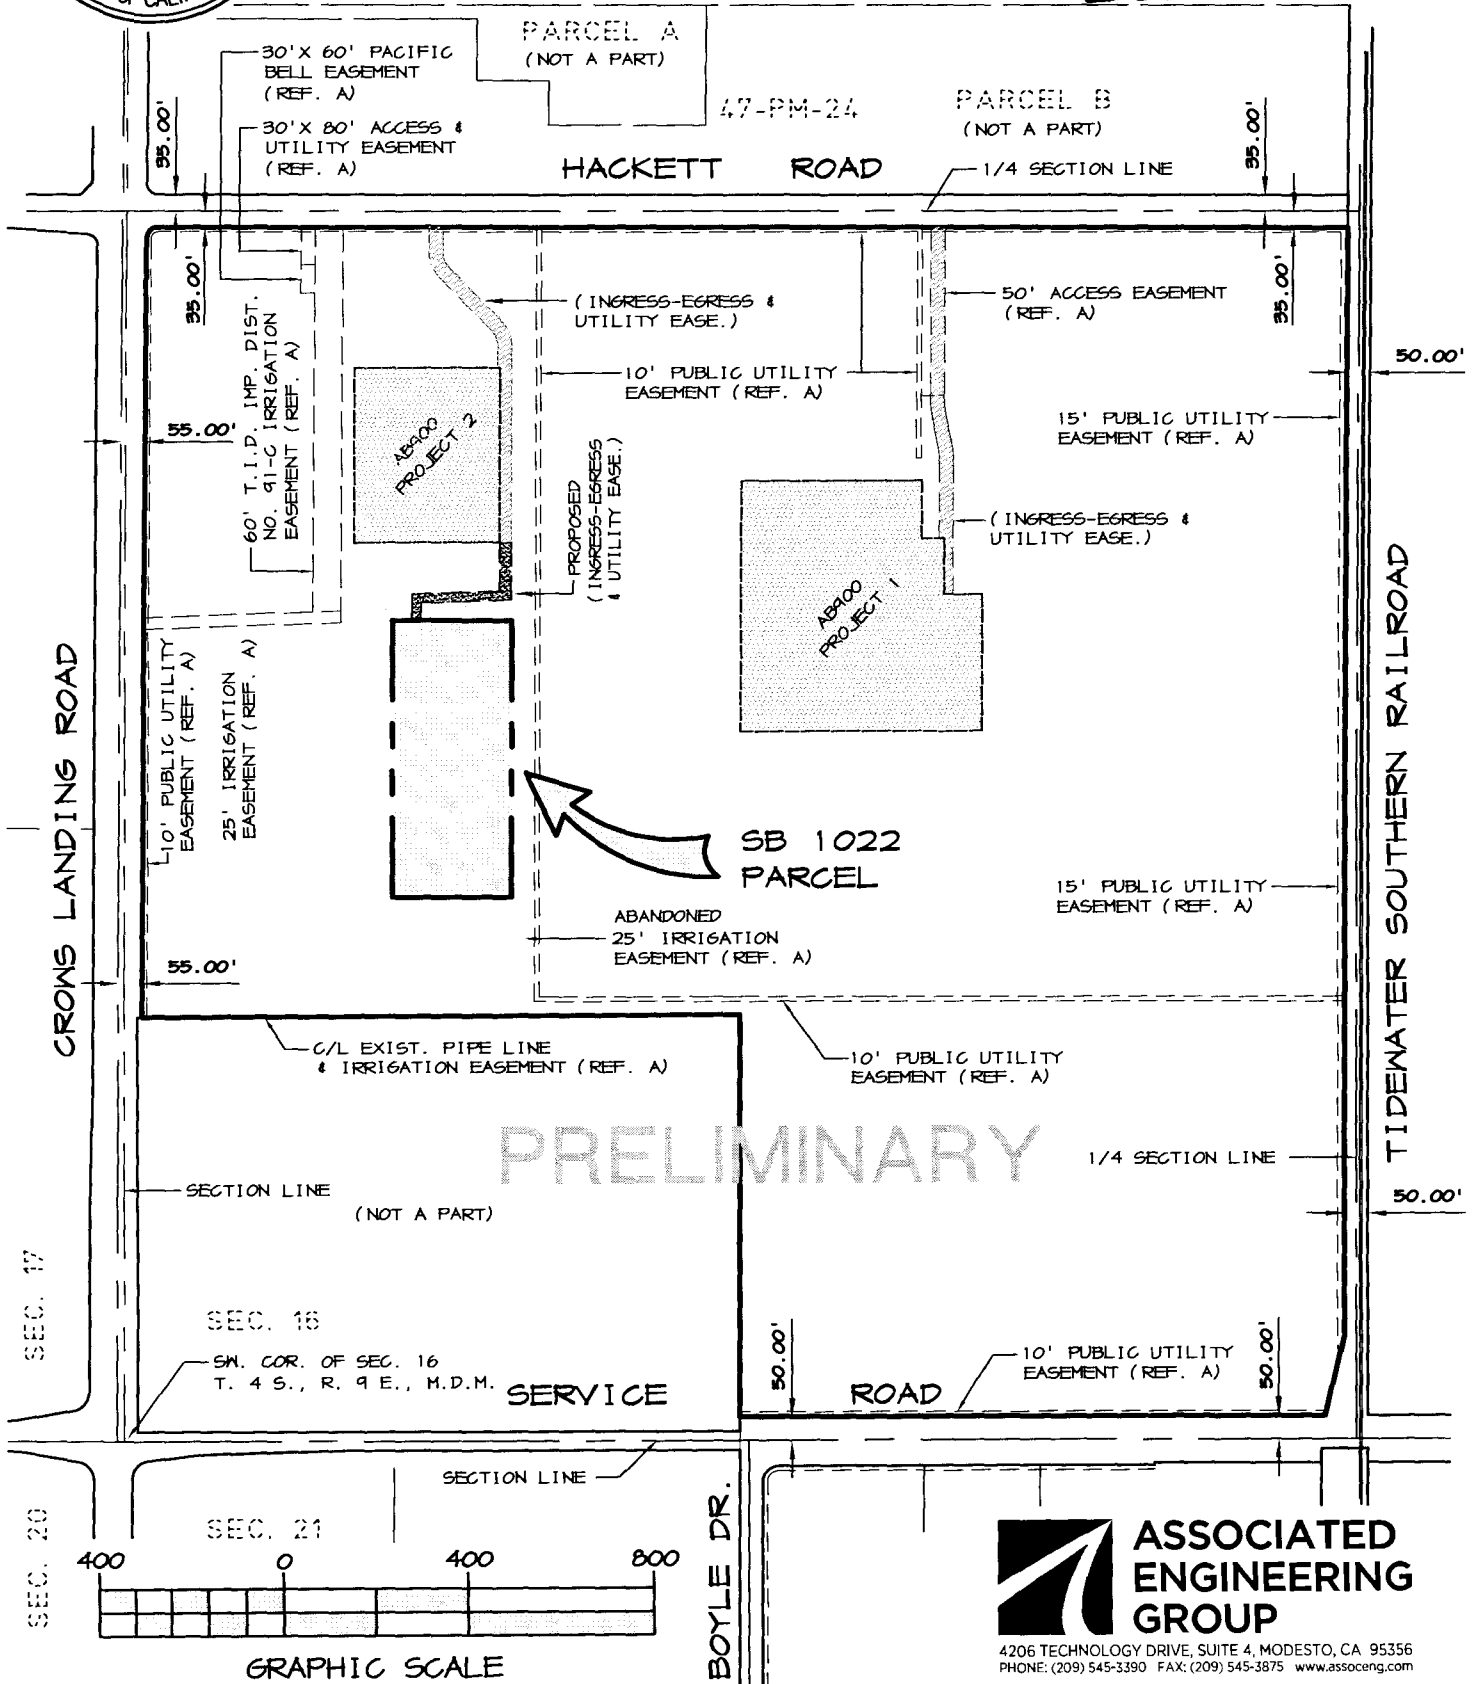 OF CALIF
PARCEL A
(NOT A PART)
30'X 60' PACIFIC
BELL EASEMENT
(REF. A)
47-PM-24
PARCEL B
(NOT A PART)
30'X 80' ACCESS &
UTILITY EASEMENT
(REF. A)
35.00'
35.00'
HACKETT ROAD
1/4 SECTION LINE
35.00'
35.00'
(INGRESS-EGRESS &
UTILITY EASE.)
50' ACCESS EASEMENT
(REF. A)
50.00'
10' PUBLIC UTILITY
EASEMENT (REF. A)
15' PUBLIC UTILITY
EASEMENT (REF. A)
55.00'
60' T.I.D. IMP. DIST.
NO. 91-C IRRIGATION
EASEMENT (REF. A)
AB900
PROJECT 2
PROPOSED
(INGRESS-EGRESS
& UTILITY EASE.)
(INGRESS-EGRESS &
UTILITY EASE.)
AB900
PROJECT 1
CROWS LANDING ROAD
TIDEWATER SOUTHERN RAILROAD
10' PUBLIC UTILITY
EASEMENT (REF. A)
25' IRRIGATION
EASEMENT (REF. A)
SB 1022
PARCEL
15' PUBLIC UTILITY
EASEMENT (REF. A)
ABANDONED
25' IRRIGATION
EASEMENT (REF. A)
55.00'
C/L EXIST. PIPE LINE
& IRRIGATION EASEMENT (REF. A)
10' PUBLIC UTILITY
EASEMENT (REF. A)
PRELIMINARY
1/4 SECTION LINE
SECTION LINE
(NOT A PART)
50.00'
SEC. 17
SEC. 16
SW. COR. OF SEC. 16
T. 4 S., R. 9 E., M.D.M.
50.00'
10' PUBLIC UTILITY
EASEMENT (REF. A)
50.00'
SERVICE ROAD
SECTION LINE
SEC. 20
SEC. 21
BOYLE DR.
400 0 400 800
GRAPHIC SCALE
ASSOCIATED
ENGINEERING
GROUP
4206 TECHNOLOGY DRIVE, SUITE 4, MODESTO, CA 95356
PHONE: (209) 545-3390 FAX: (209) 545-3875 www.assoceng.com